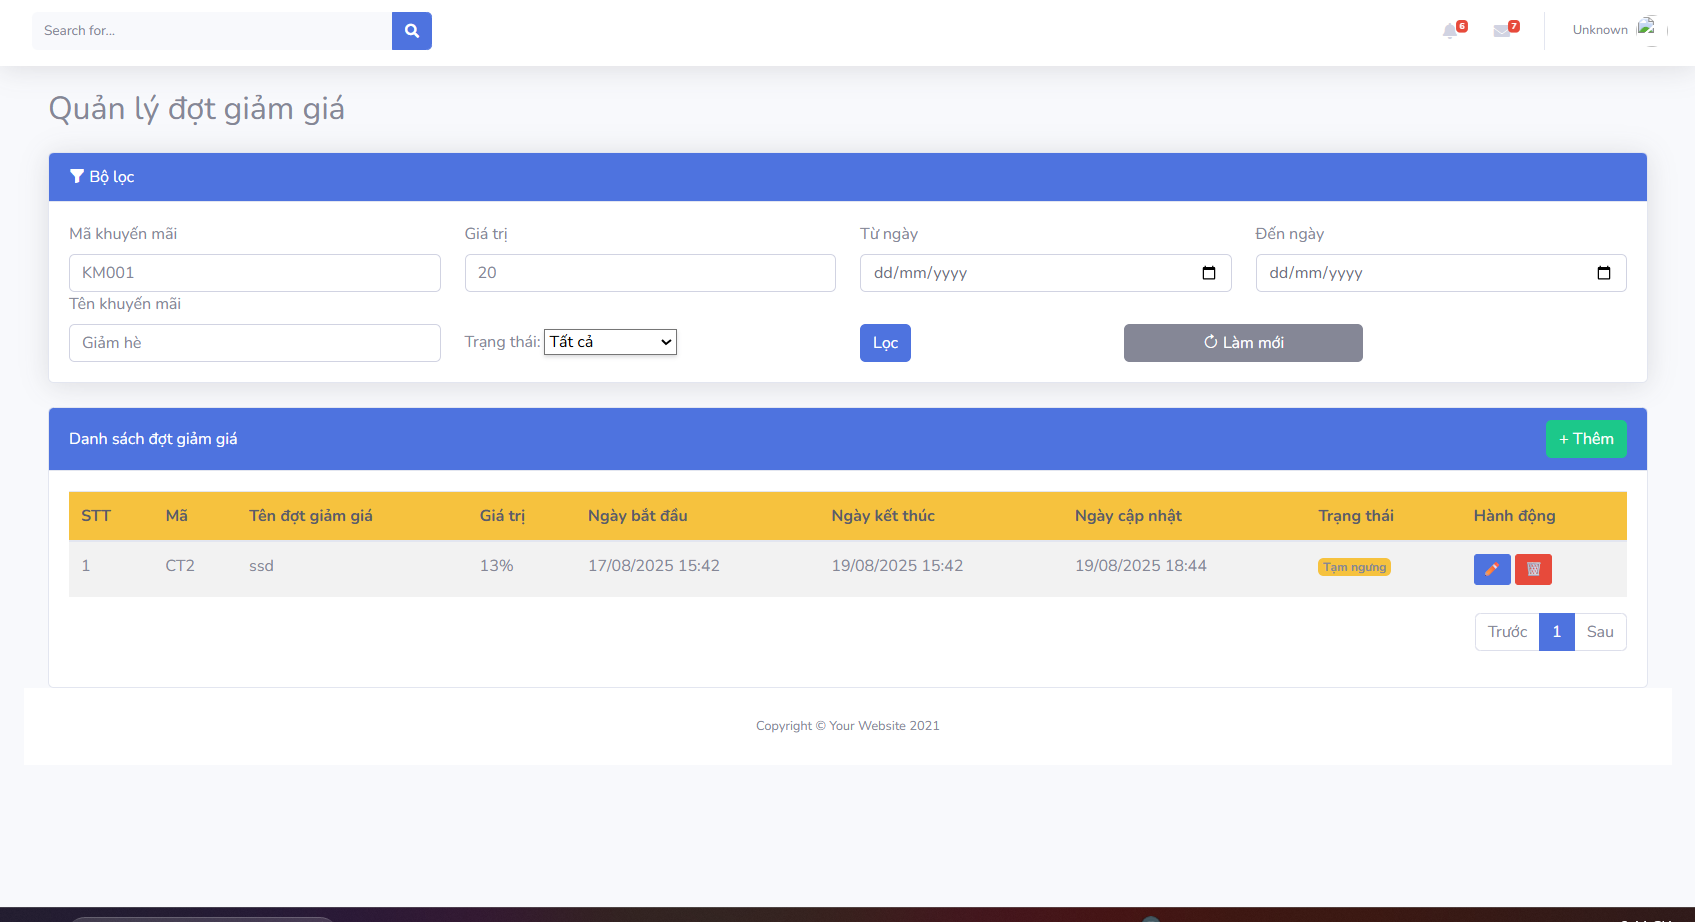 Search for...
6
7
Unknown
Quản lý đợt giảm giá
Bộ lọc
Mã khuyến mãi Giá trị Từ ngày Đến ngày
KM001 20 dd/mm/yyyy dd/mm/yyyy
Tên khuyến mãi
Giảm hè Trạng thái: Tất cả Lọc Làm mới
Danh sách đợt giảm giá + Thêm
STT Mã Tên đợt giảm giá Giá trị Ngày bắt đầu Ngày kết thúc Ngày cập nhật Trạng thái Hành động
1 CT2 ssd 13% 17/08/2025 15:42 19/08/2025 15:42 19/08/2025 18:44 Tạm ngưng
Trước 1 Sau
Copyright © Your Website 2021